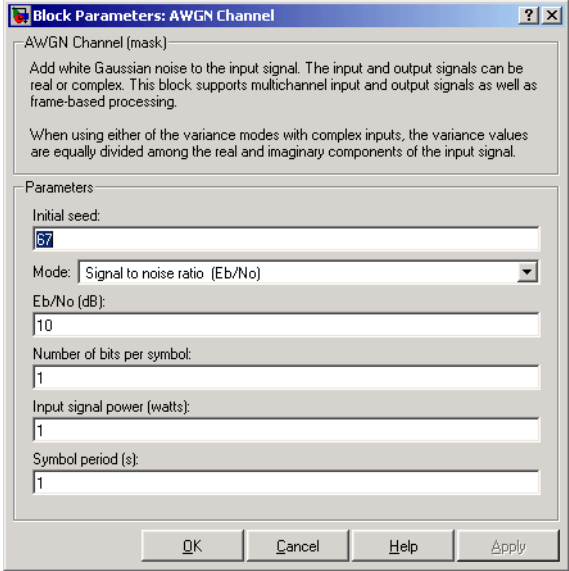 Block Parameters: AWGN Channel
AWGN Channel (mask)
Add white Gaussian noise to the input signal. The input and output signals can be
real or complex. This block supports multichannel input and output signals as well as
frame-based processing.
When using either of the variance modes with complex inputs, the variance values
are equally divided among the real and imaginary components of the input signal.
Parameters
Initial seed:
67
Mode: Signal to noise ratio (Eb/No)
Eb/No (dB):
10
Number of bits per symbol:
1
Input signal power (watts):
1
Symbol period (s):
1
OK Cancel Help Apply